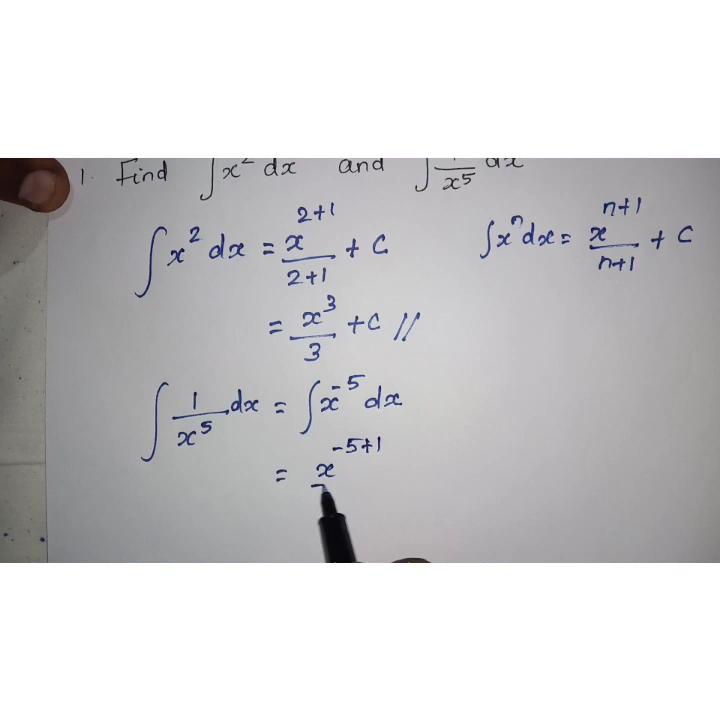 1. Find ∫x² dx and ∫1/x⁵ dx
∫x² dx = x^(2+1)/(2+1) + C
∫xⁿ dx = x^(n+1)/(n+1) + C
= x³/3 + C //
∫1/x⁵ dx = ∫x⁻⁵ dx
= x^(-5+1)